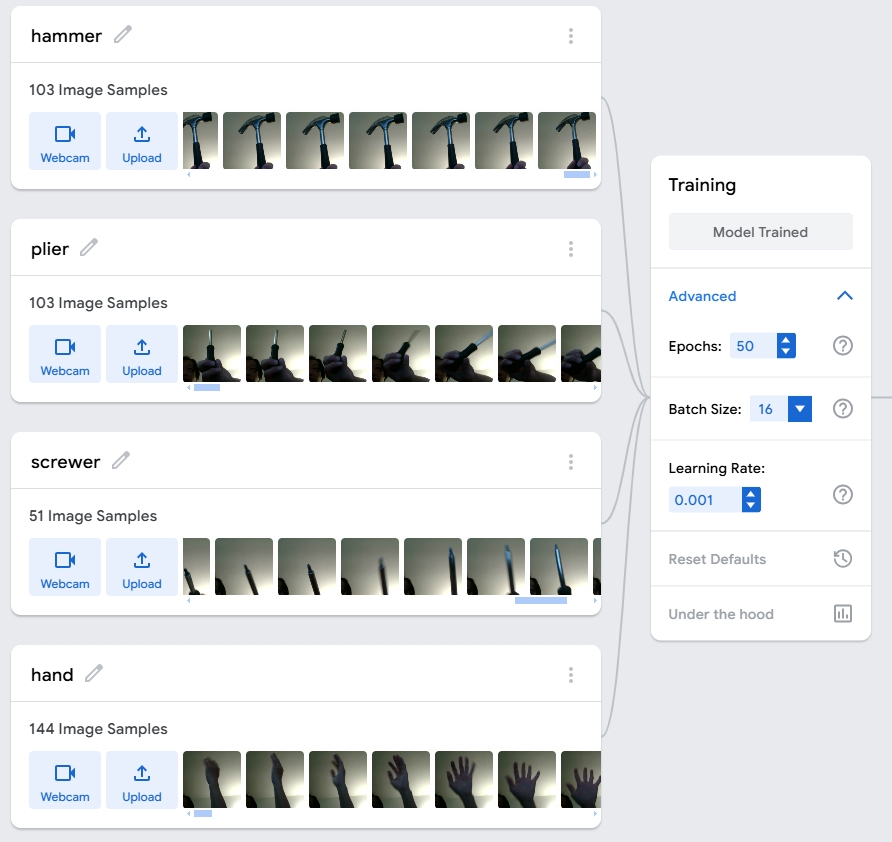 hammer
103 Image Samples
Webcam
Upload
plier
103 Image Samples
Webcam
Upload
screwer
51 Image Samples
Webcam
Upload
hand
144 Image Samples
Webcam
Upload
Training
Model Trained
Advanced
Epochs: 50
Batch Size: 16
Learning Rate:
0.001
Reset Defaults
Under the hood